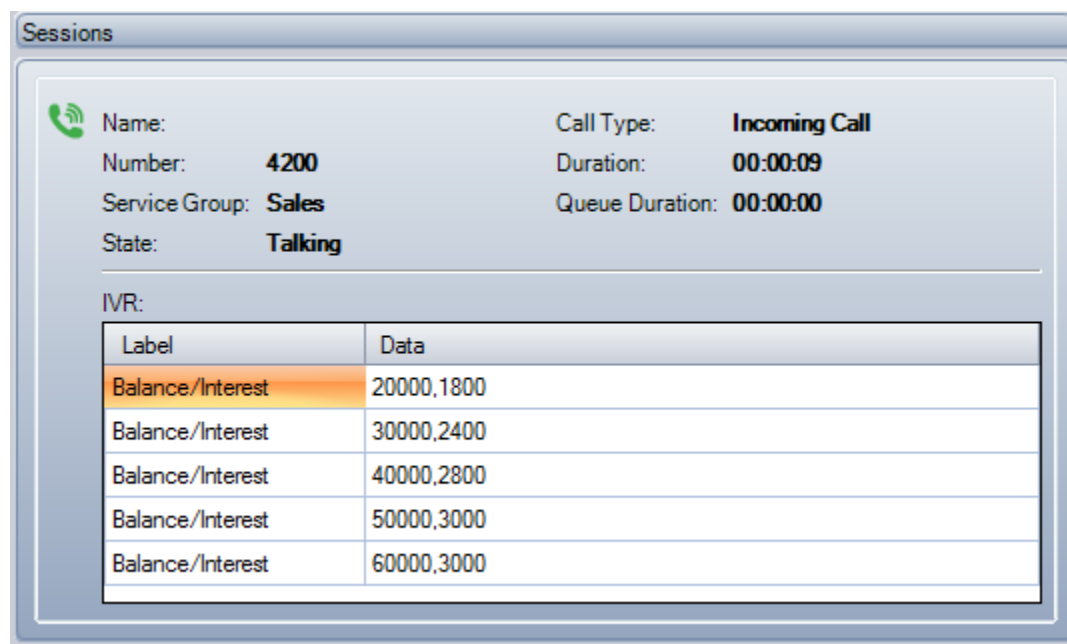 Sessions
Name: Call Type: Incoming Call
Number: 4200 Duration: 00:00:09
Service Group: Sales Queue Duration: 00:00:00
State: Talking
IVR:
Label Data
Balance/Interest 20000,1800
Balance/Interest 30000,2400
Balance/Interest 40000,2800
Balance/Interest 50000,3000
Balance/Interest 60000,3000